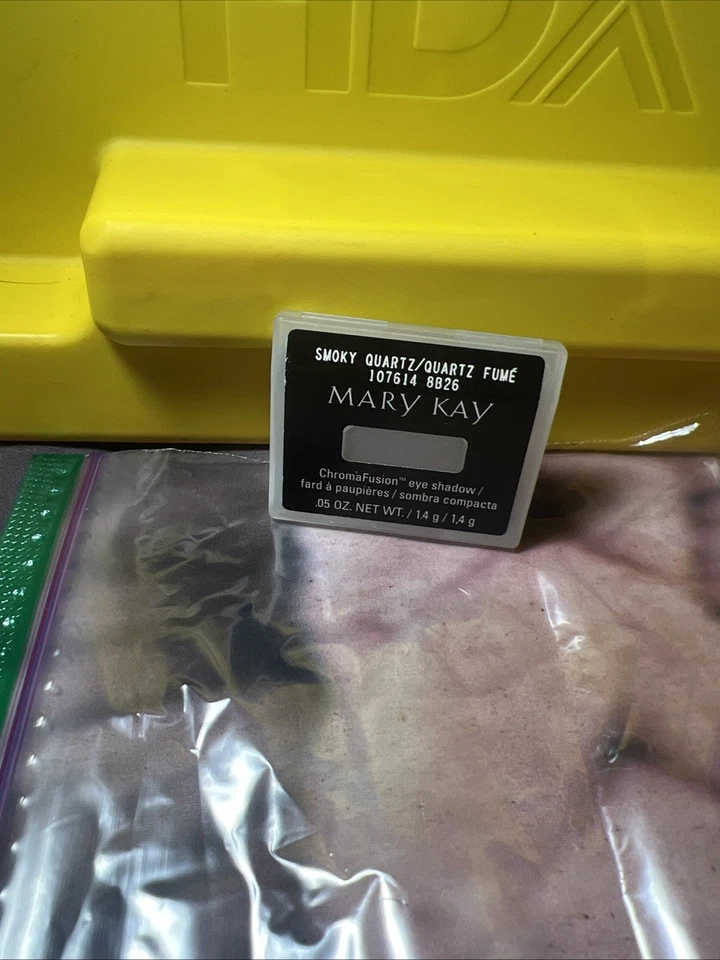 HDX
SMOKY QUARTZ/QUARTZ FUMÉ
107614 8B26
MARY KAY
ChromaFusion™ eye shadow /
fard à paupières / sombra compacta
.05 OZ. NET WT. / 1.4 g / 1,4 g